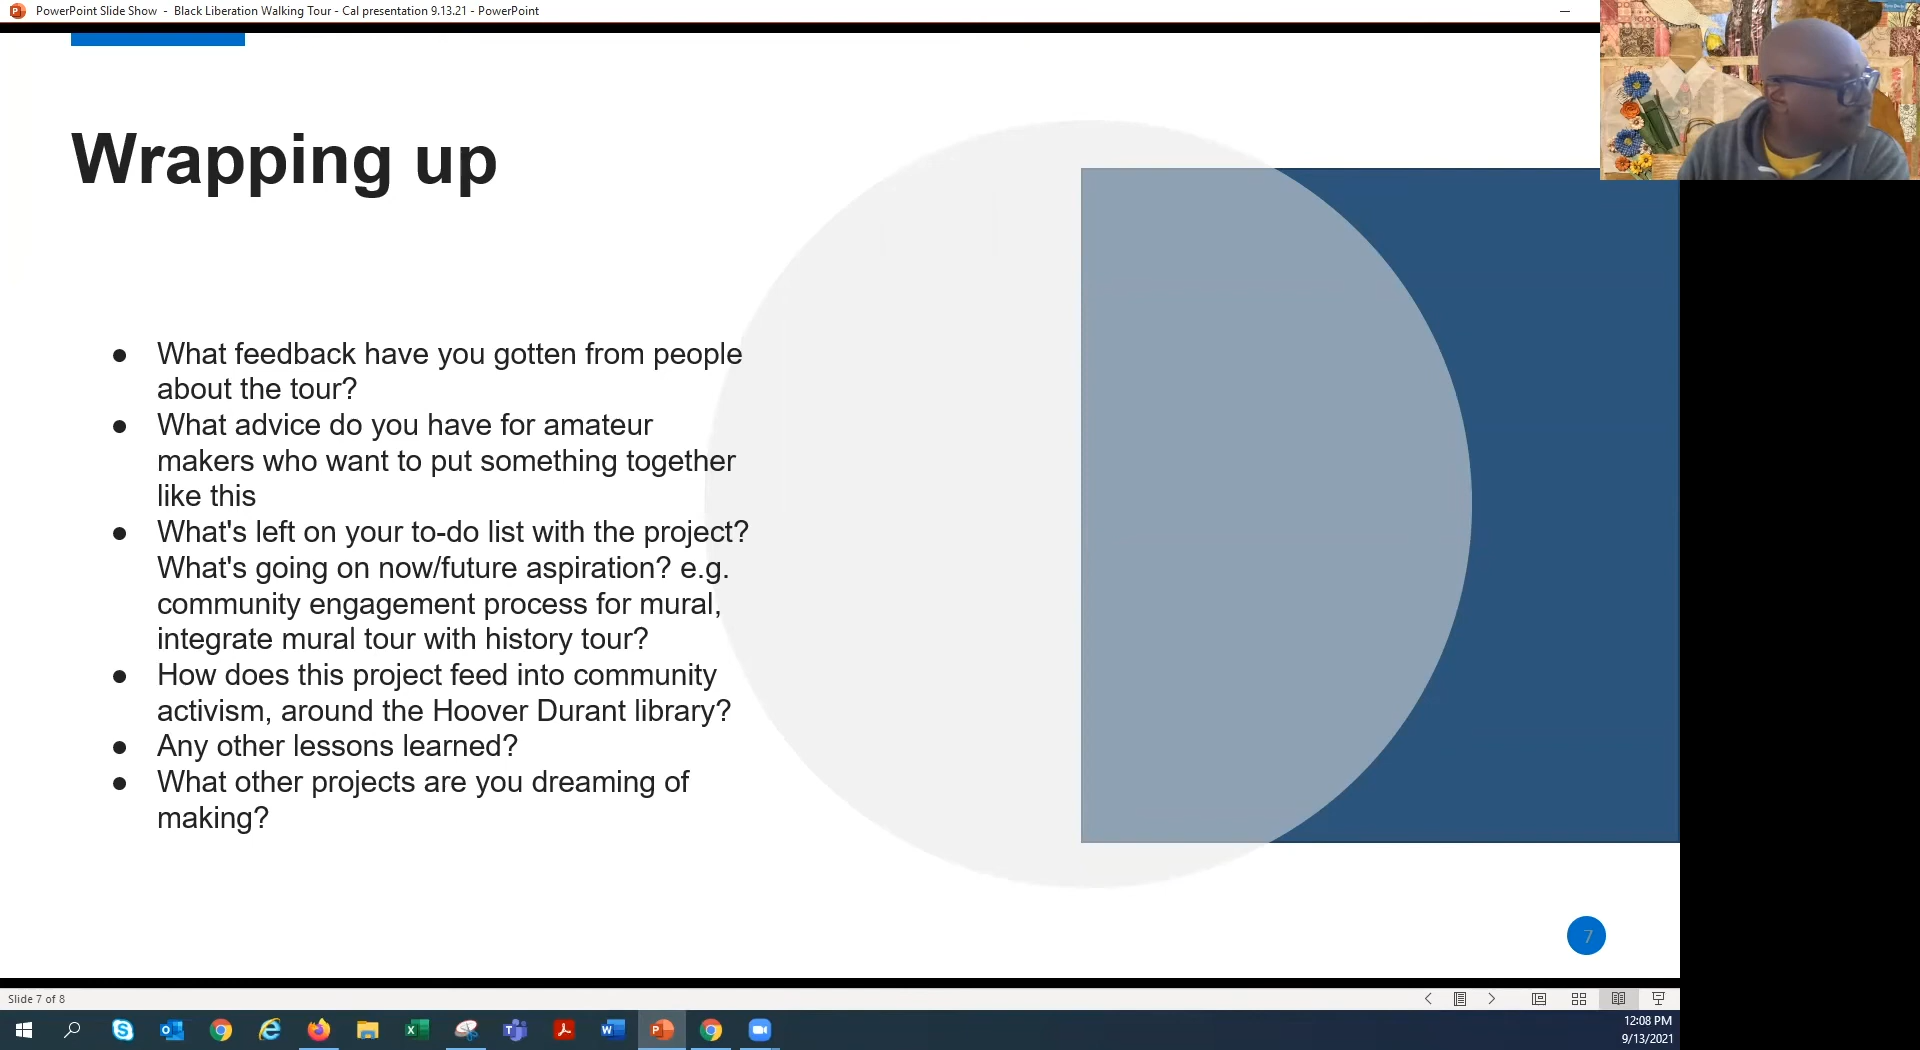 PowerPoint Slide Show - Black Liberation Walking Tour - Cal presentation 9.13.21 - PowerPoint
Wrapping up
● What feedback have you gotten from people
about the tour?
● What advice do you have for amateur
makers who want to put something together
like this
● What's left on your to-do list with the project?
What's going on now/future aspiration? e.g.
community engagement process for mural,
integrate mural tour with history tour?
● How does this project feed into community
activism, around the Hoover Durant library?
● Any other lessons learned?
● What other projects are you dreaming of
making?
7
Slide 7 of 8
12:08 PM
9/13/2021